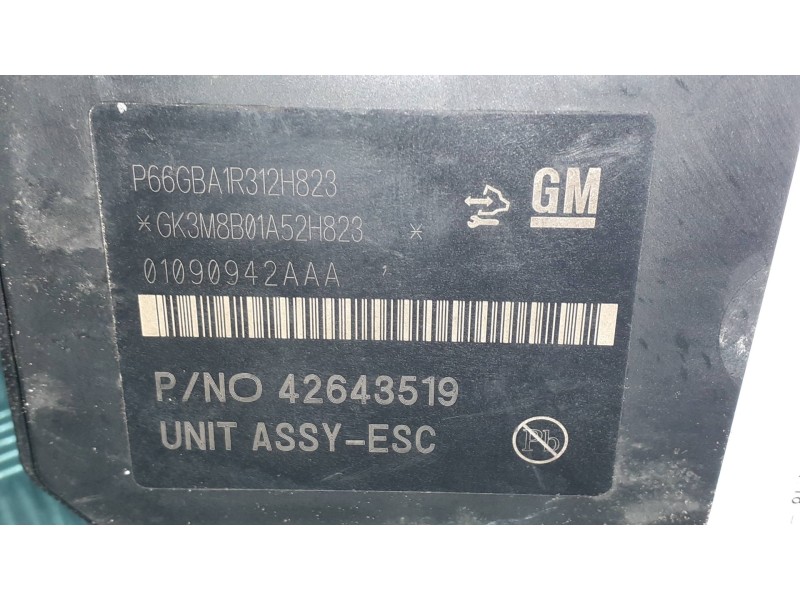 P66GBA1R312H823
*GK3M8B01A52H823 *
01090942AAA '
GM
P/NO 42643519
UNIT ASSY-ESC
Pb